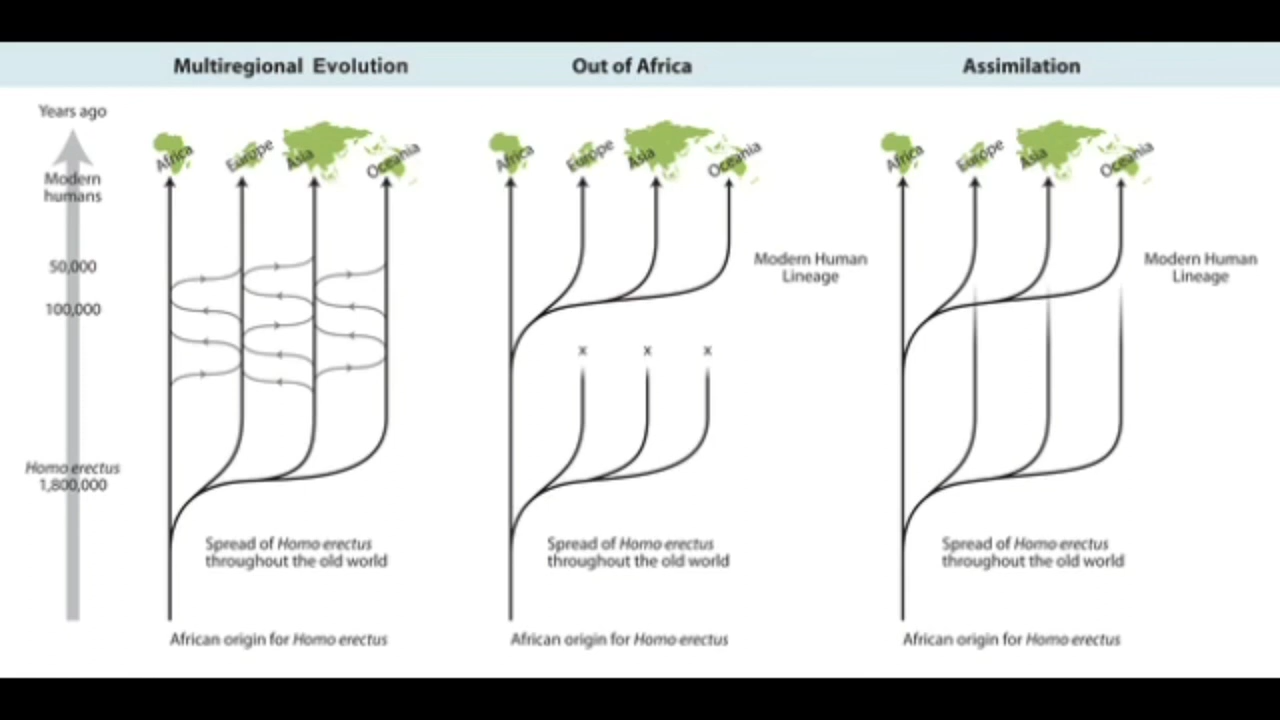 Multiregional Evolution
Out of Africa
Assimilation
Years ago
Modern
humans
50,000
100,000
Homo erectus
1,800,000
Africa
Europe
Asia
Oceania
Spread of Homo erectus
throughout the old world
African origin for Homo erectus
Africa
Europe
Asia
Oceania
Modern Human
Lineage
x
x
x
Spread of Homo erectus
throughout the old world
African origin for Homo erectus
Africa
Europe
Asia
Oceania
Modern Human
Lineage
Spread of Homo erectus
throughout the old world
African origin for Homo erectus